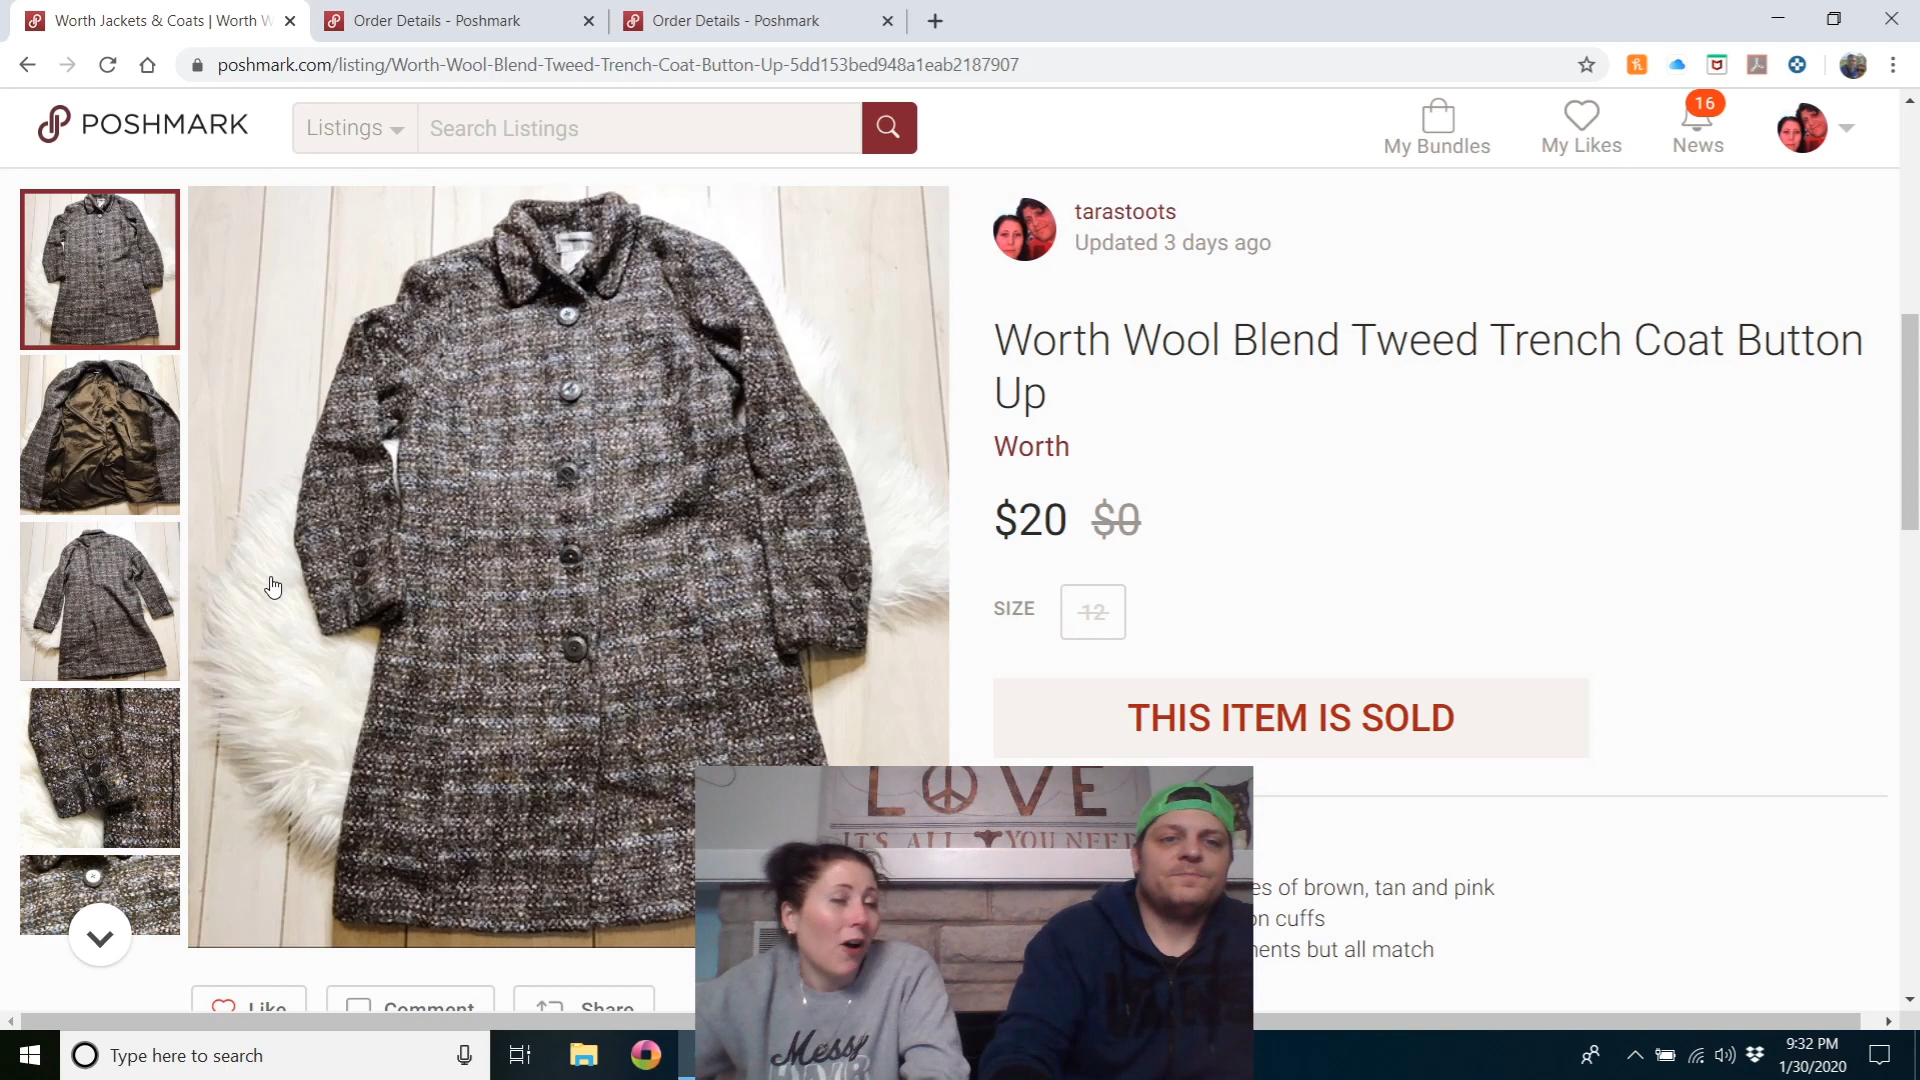 Worth Jackets & Coats | Worth W
Order Details - Poshmark
Order Details - Poshmark
poshmark.com/listing/Worth-Wool-Blend-Tweed-Trench-Coat-Button-Up-5dd153bed948a1eab2187907
POSHMARK
Listings
Search Listings
My Bundles
My Likes
16
News
tarastoots
Updated 3 days ago
Worth Wool Blend Tweed Trench Coat Button
Up
Worth
$20 $0
SIZE
12
THIS ITEM IS SOLD
es of brown, tan and pink
on cuffs
ents but all match
Like
Comment
Share
LOVE
IT'S ALL YOU NEED
Messy
Type here to search
9:32 PM
1/30/2020